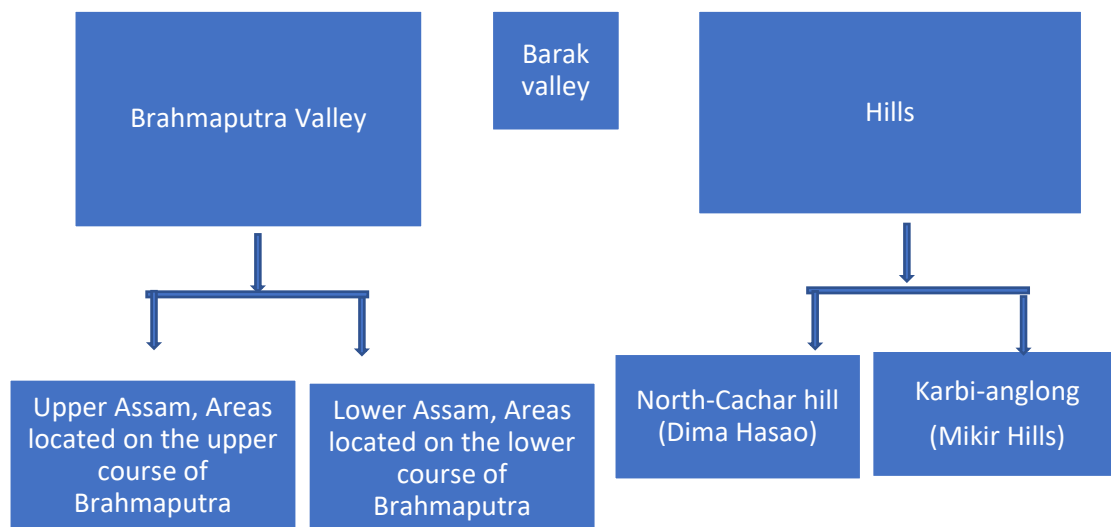 Brahmaputra Valley
Barak
valley
Hills
Upper Assam, Areas
located on the upper
course of
Brahmaputra
Lower Assam, Areas
located on the lower
course of
Brahmaputra
North-Cachar hill
(Dima Hasao)
Karbi-anglong
(Mikir Hills)